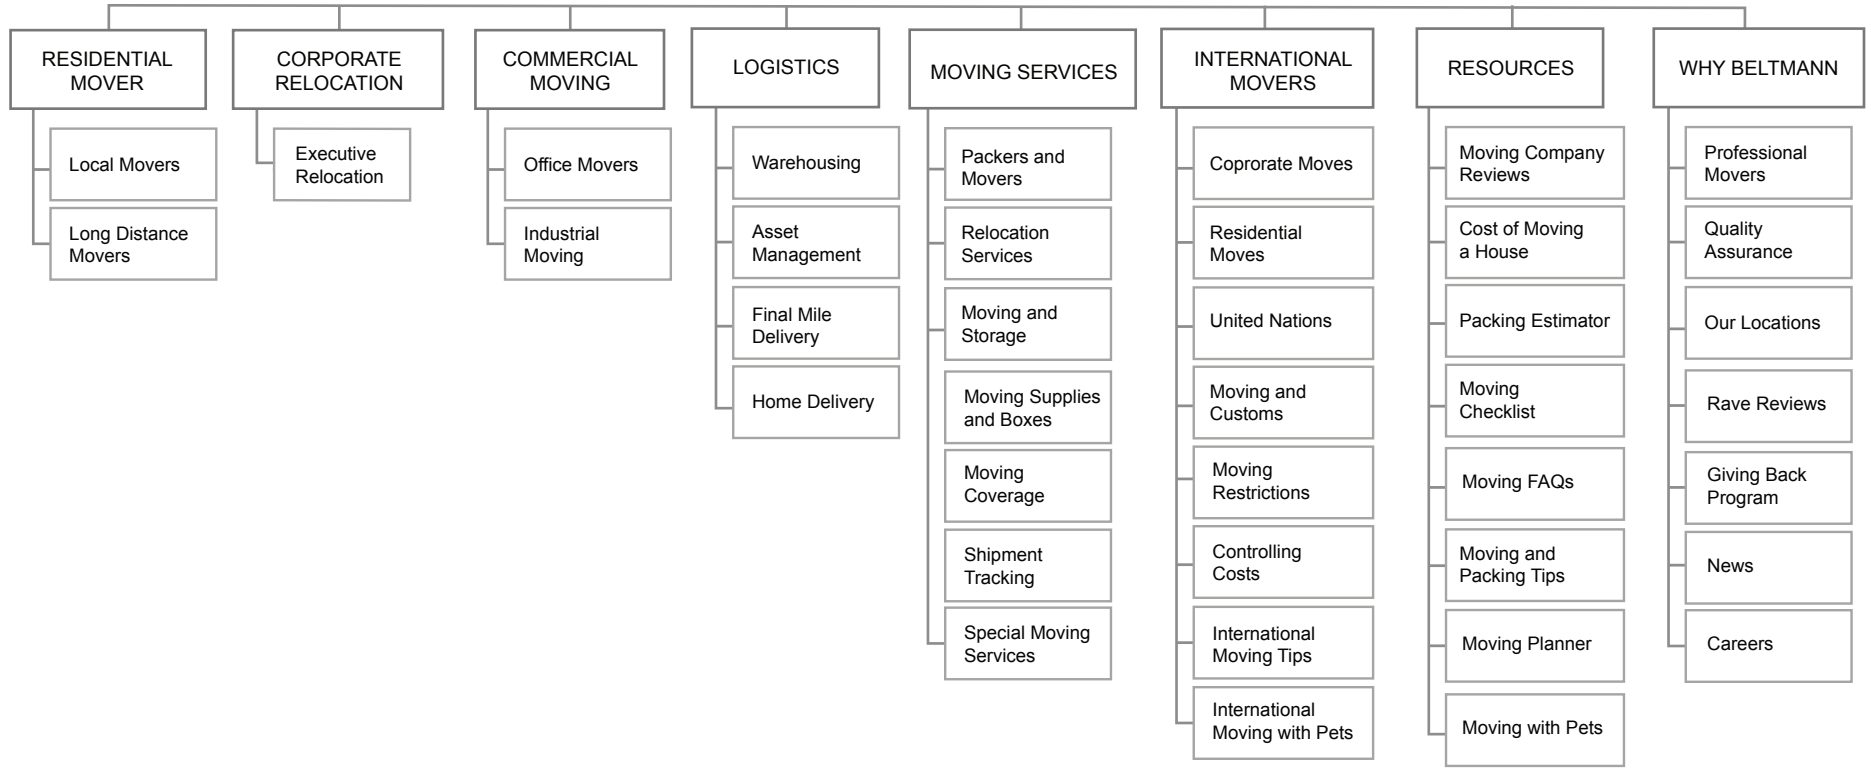 RESIDENTIAL
MOVER
Local Movers
Long Distance
Movers
CORPORATE
RELOCATION
Executive
Relocation
COMMERCIAL
MOVING
Office Movers
Industrial
Moving
LOGISTICS
Warehousing
Asset
Management
Final Mile
Delivery
Home Delivery
MOVING SERVICES
Packers and
Movers
Relocation
Services
Moving and
Storage
Moving Supplies
and Boxes
Moving
Coverage
Shipment
Tracking
Special Moving
Services
INTERNATIONAL
MOVERS
Coprorate Moves
Residential
Moves
United Nations
Moving and
Customs
Moving
Restrictions
Controlling
Costs
International
Moving Tips
International
Moving with Pets
RESOURCES
Moving Company
Reviews
Cost of Moving
a House
Packing Estimator
Moving
Checklist
Moving FAQs
Moving and
Packing Tips
Moving Planner
Moving with Pets
WHY BELTMANN
Professional
Movers
Quality
Assurance
Our Locations
Rave Reviews
Giving Back
Program
News
Careers